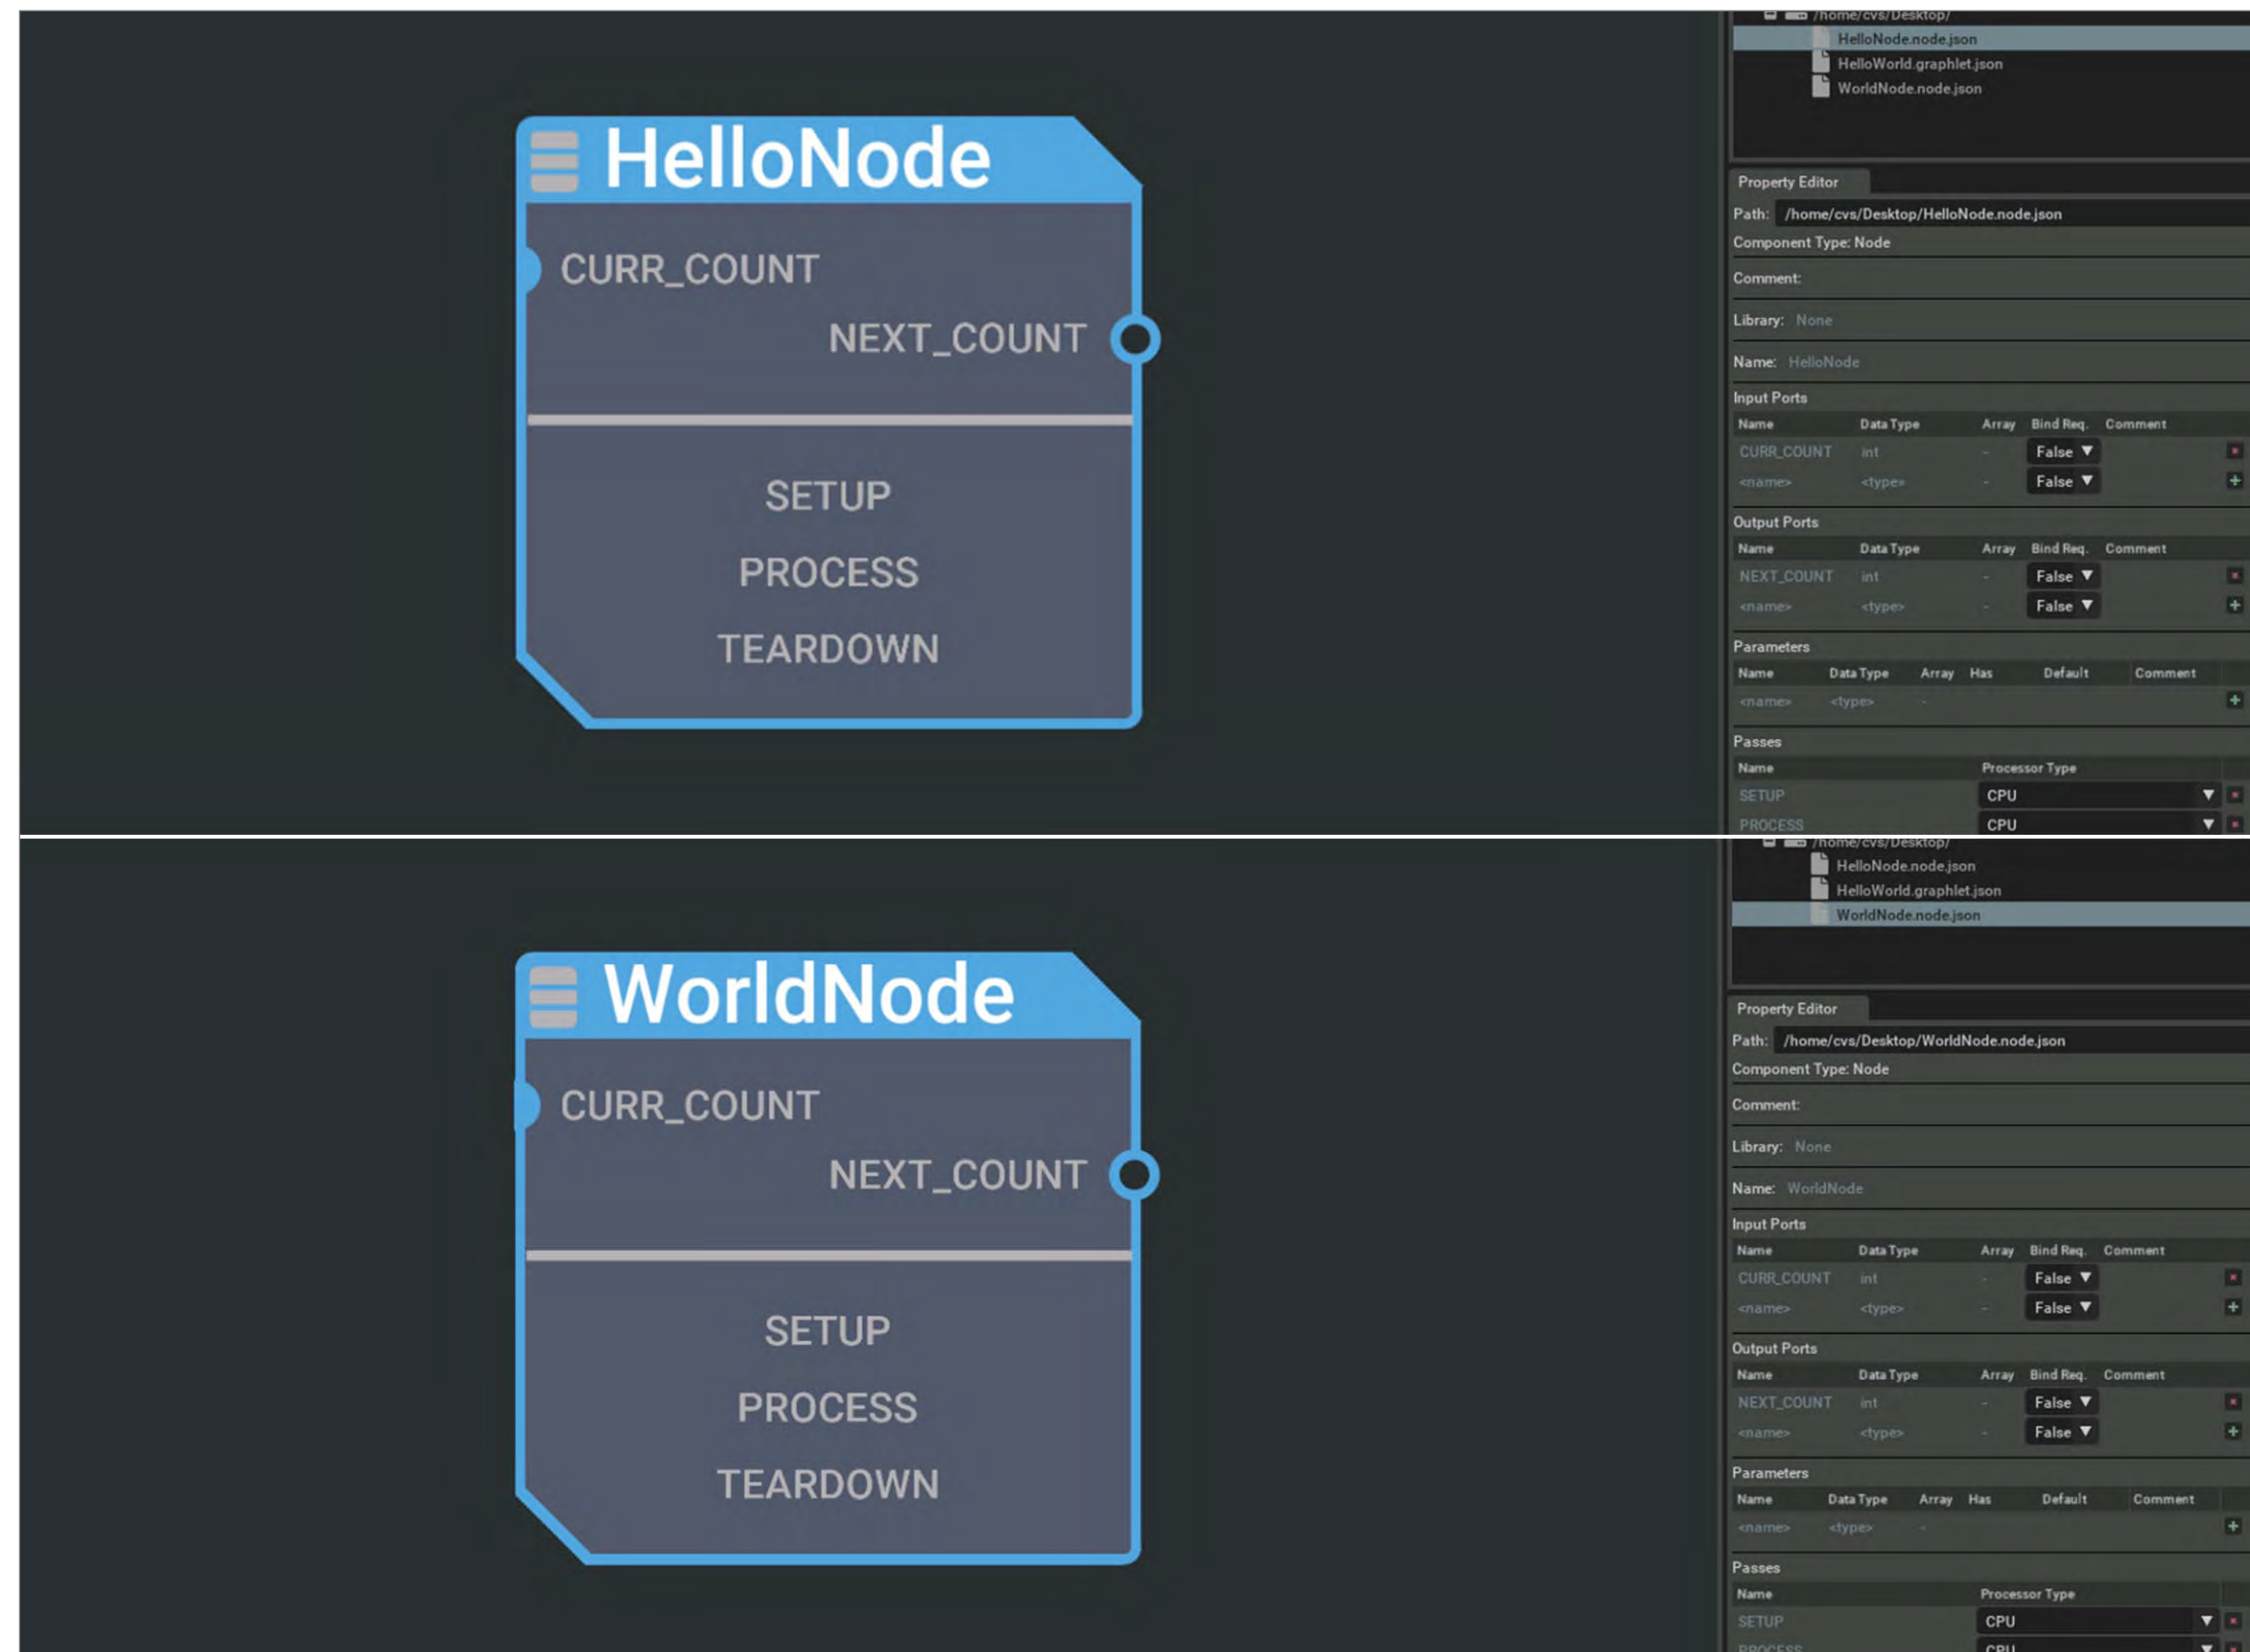 HelloNode
CURR_COUNT
NEXT_COUNT
SETUP
PROCESS
TEARDOWN
/home/cvs/Desktop/
HelloNode.node.json
HelloWorld.graphlet.json
WorldNode.node.json
Property Editor
Path: /home/cvs/Desktop/HelloNode.node.json
Component Type: Node
Comment:
Library: None
Name: HelloNode
Input Ports
Name Data Type Array Bind Req. Comment
CURR_COUNT int - False
<name> <type> - False
Output Ports
Name Data Type Array Bind Req. Comment
NEXT_COUNT int - False
<name> <type> - False
Parameters
Name Data Type Array Has Default Comment
<name> <type> -
Passes
Name Processor Type
SETUP CPU
PROCESS CPU
WorldNode
CURR_COUNT
NEXT_COUNT
SETUP
PROCESS
TEARDOWN
/home/cvs/Desktop/
HelloNode.node.json
HelloWorld.graphlet.json
WorldNode.node.json
Property Editor
Path: /home/cvs/Desktop/WorldNode.node.json
Component Type: Node
Comment:
Library: None
Name: WorldNode
Input Ports
Name Data Type Array Bind Req. Comment
CURR_COUNT int - False
<name> <type> - False
Output Ports
Name Data Type Array Bind Req. Comment
NEXT_COUNT int - False
<name> <type> - False
Parameters
Name Data Type Array Has Default Comment
<name> <type> -
Passes
Name Processor Type
SETUP CPU
PROCESS CPU